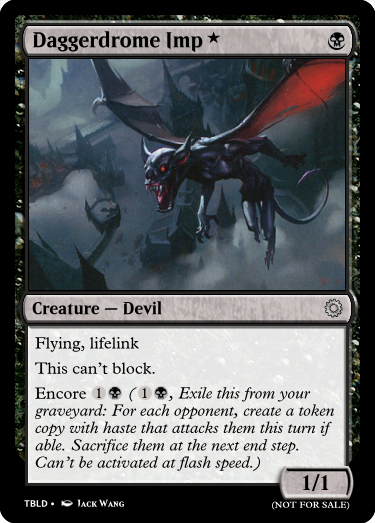 Daggerdrome Imp★
Creature — Devil
Flying, lifelink
This can't block.
Encore 1 ( 1 , Exile this from your
graveyard: For each opponent, create a token
copy with haste that attacks them this turn if
able. Sacrifice them at the next end step.
Can't be activated at flash speed.)
1/1
TBLD • Jack Wang
(NOT FOR SALE)